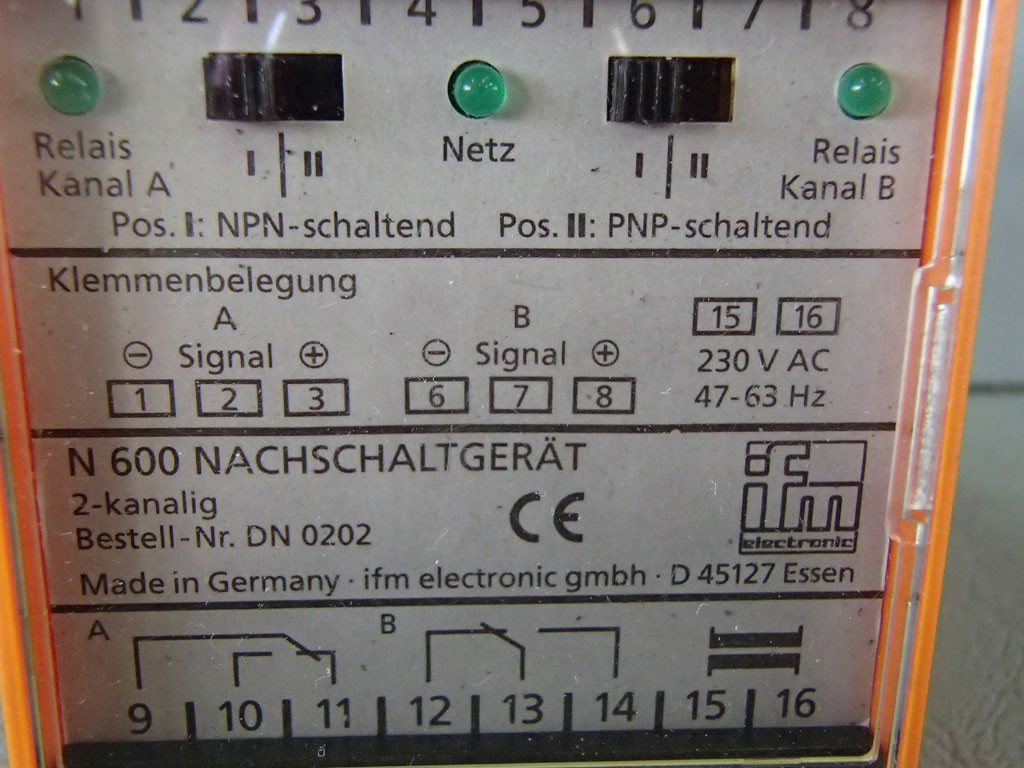 1 2 3 4 5 6 7 8
Relais
Kanal A
I II
Netz
I II
Relais
Kanal B
Pos. I: NPN-schaltend Pos. II: PNP-schaltend
Klemmenbelegung
A B
15 16
⊖ Signal ⊕ ⊖ Signal ⊕
230 V AC
1 2 3 6 7 8
47-63 Hz
N 600 NACHSCHALTGERÄT
2-kanalig
Bestell-Nr. DN 0202
CE
ifm
electronic
Made in Germany · ifm electronic gmbh · D 45127 Essen
A B
9 10 11 12 13 14 15 16